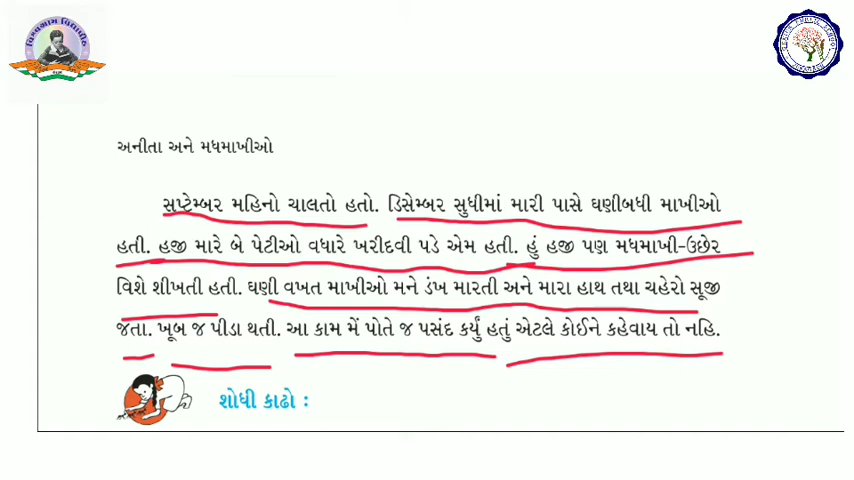 વિશ્વગ્રામ વિદ્યાપીઠ
અનીતા અને મધમાખીઓ
સપ્ટેમ્બર મહિનો ચાલતો હતો. ડિસેમ્બર સુધીમાં મારી પાસે ઘણીબધી માખીઓ
હતી. હજી મારે બે પેટીઓ વધારે ખરીદવી પડે એમ હતી. હું હજી પણ મધમાખી-ઉછેર
વિશે શીખતી હતી. ઘણી વખત માખીઓ મને ડંખ મારતી અને મારા હાથ તથા ચહેરો સૂજી
જતા. ખૂબ જ પીડા થતી. આ કામ મેં પોતે જ પસંદ કર્યું હતું એટલે કોઈને કહેવાય તો નહિ.
શોધી કાઢો :